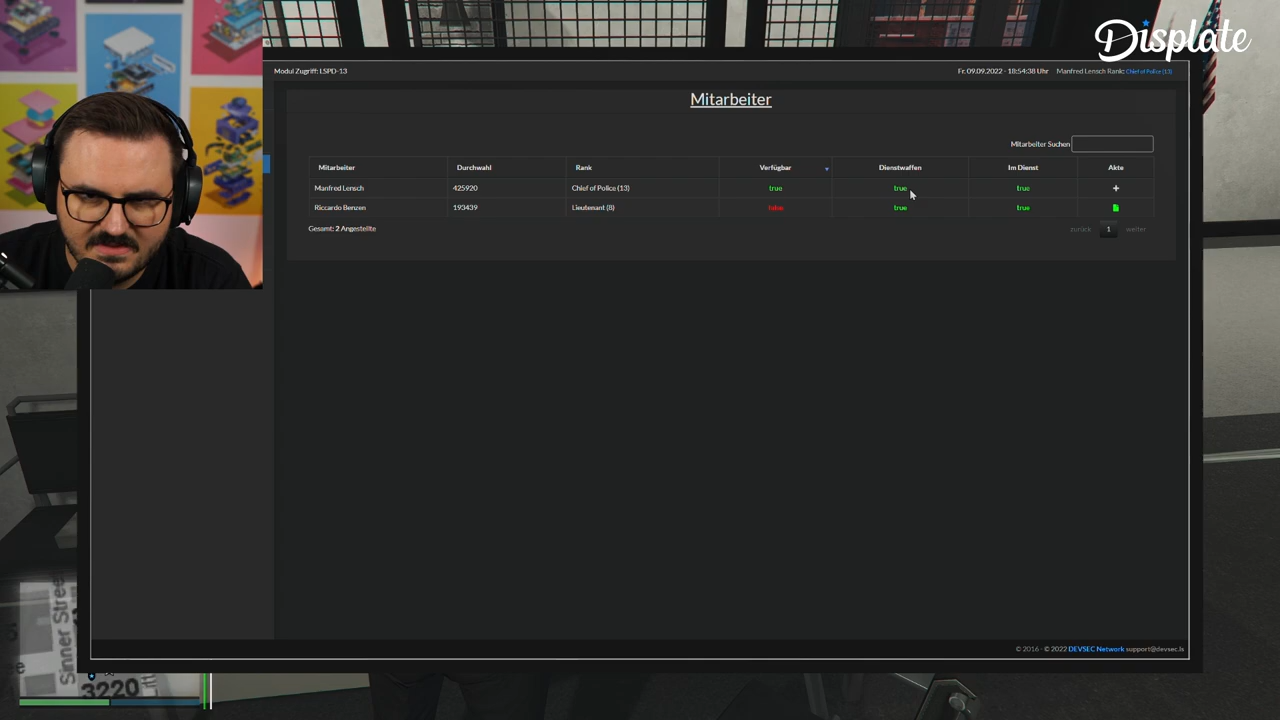 Displate
Modul Zugriff: LSPD-13
Fr. 09.09.2022 - 18:54:38 Uhr
Manfred Lensch Rank: Chief of Police (13)
Mitarbeiter
Mitarbeiter Suchen
Mitarbeiter Durchwahl Rank Verfügbar Dienstwaffen Im Dienst Akte
Manfred Lensch 425920 Chief of Police (13) true true true
Riccardo Benzen 193439 Lieutenant (8) false true true
Gesamt: 2 Angestellte
zurück 1 weiter
© 2016 - © 2022 DEVSEC Network support@devsec.ls
Sinner Stree
3220